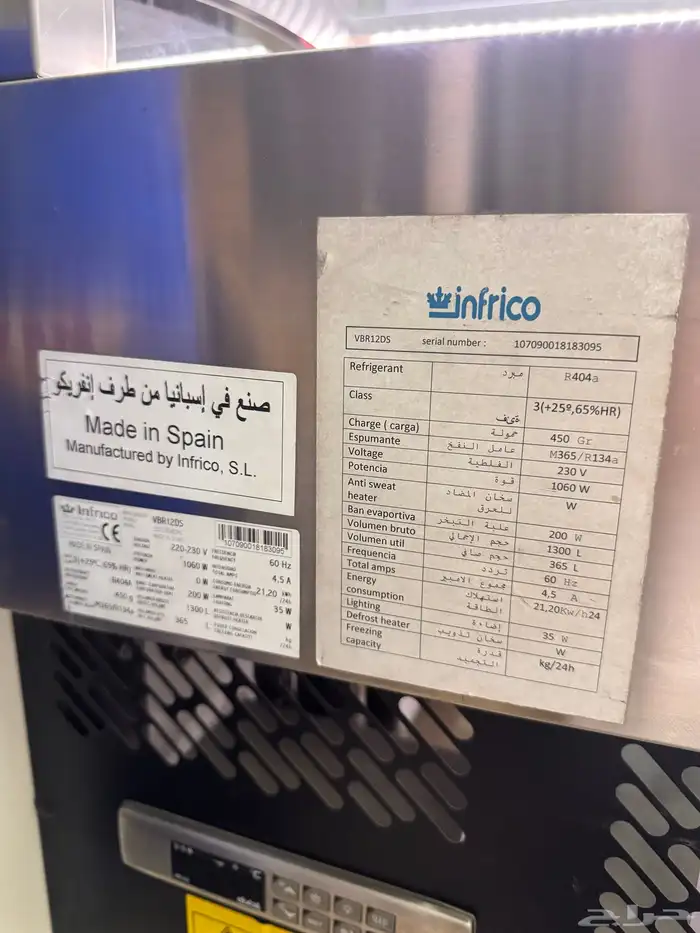 infrico
VBR12DS serial number : 107090018183095
Refrigerant مبرد R404a
Class فئة 3(+25º,65%HR)
Charge ( carga) حمولة 450 Gr
Espumante عامل النفخ M365/R134a
Voltage الفلطية 230 V
Potencia قوة 1060 W
Anti sweat heater سخان المضاد للعرق W
Ban evaportiva علبة التبخر 200 W
Volumen bruto حجم الإجمالي 1300 L
Volumen util حجم صافي 365 L
Frequencia تردد 60 Hz
Total amps مجموع الامبير 4,5 A
Energy consumption استهلاك الطاقة 21,20Kw/h24
Lighting إضاءة 35 W
Defrost heater سخان تذويب W
Freezing capacity قدرة التجميد kg/24h
صنع في إسبانيا من طرف إنفريكو
Made in Spain
Manufactured by Infrico, S.L.
infrico
CE
MADE IN SPAIN
VBR12DS
107090018183095
220-230 V
60 Hz
1060 W
4,5 A
0 W
21,20
200 W
35 W
1300 L
W
365 L
R404A
450 g
حراج